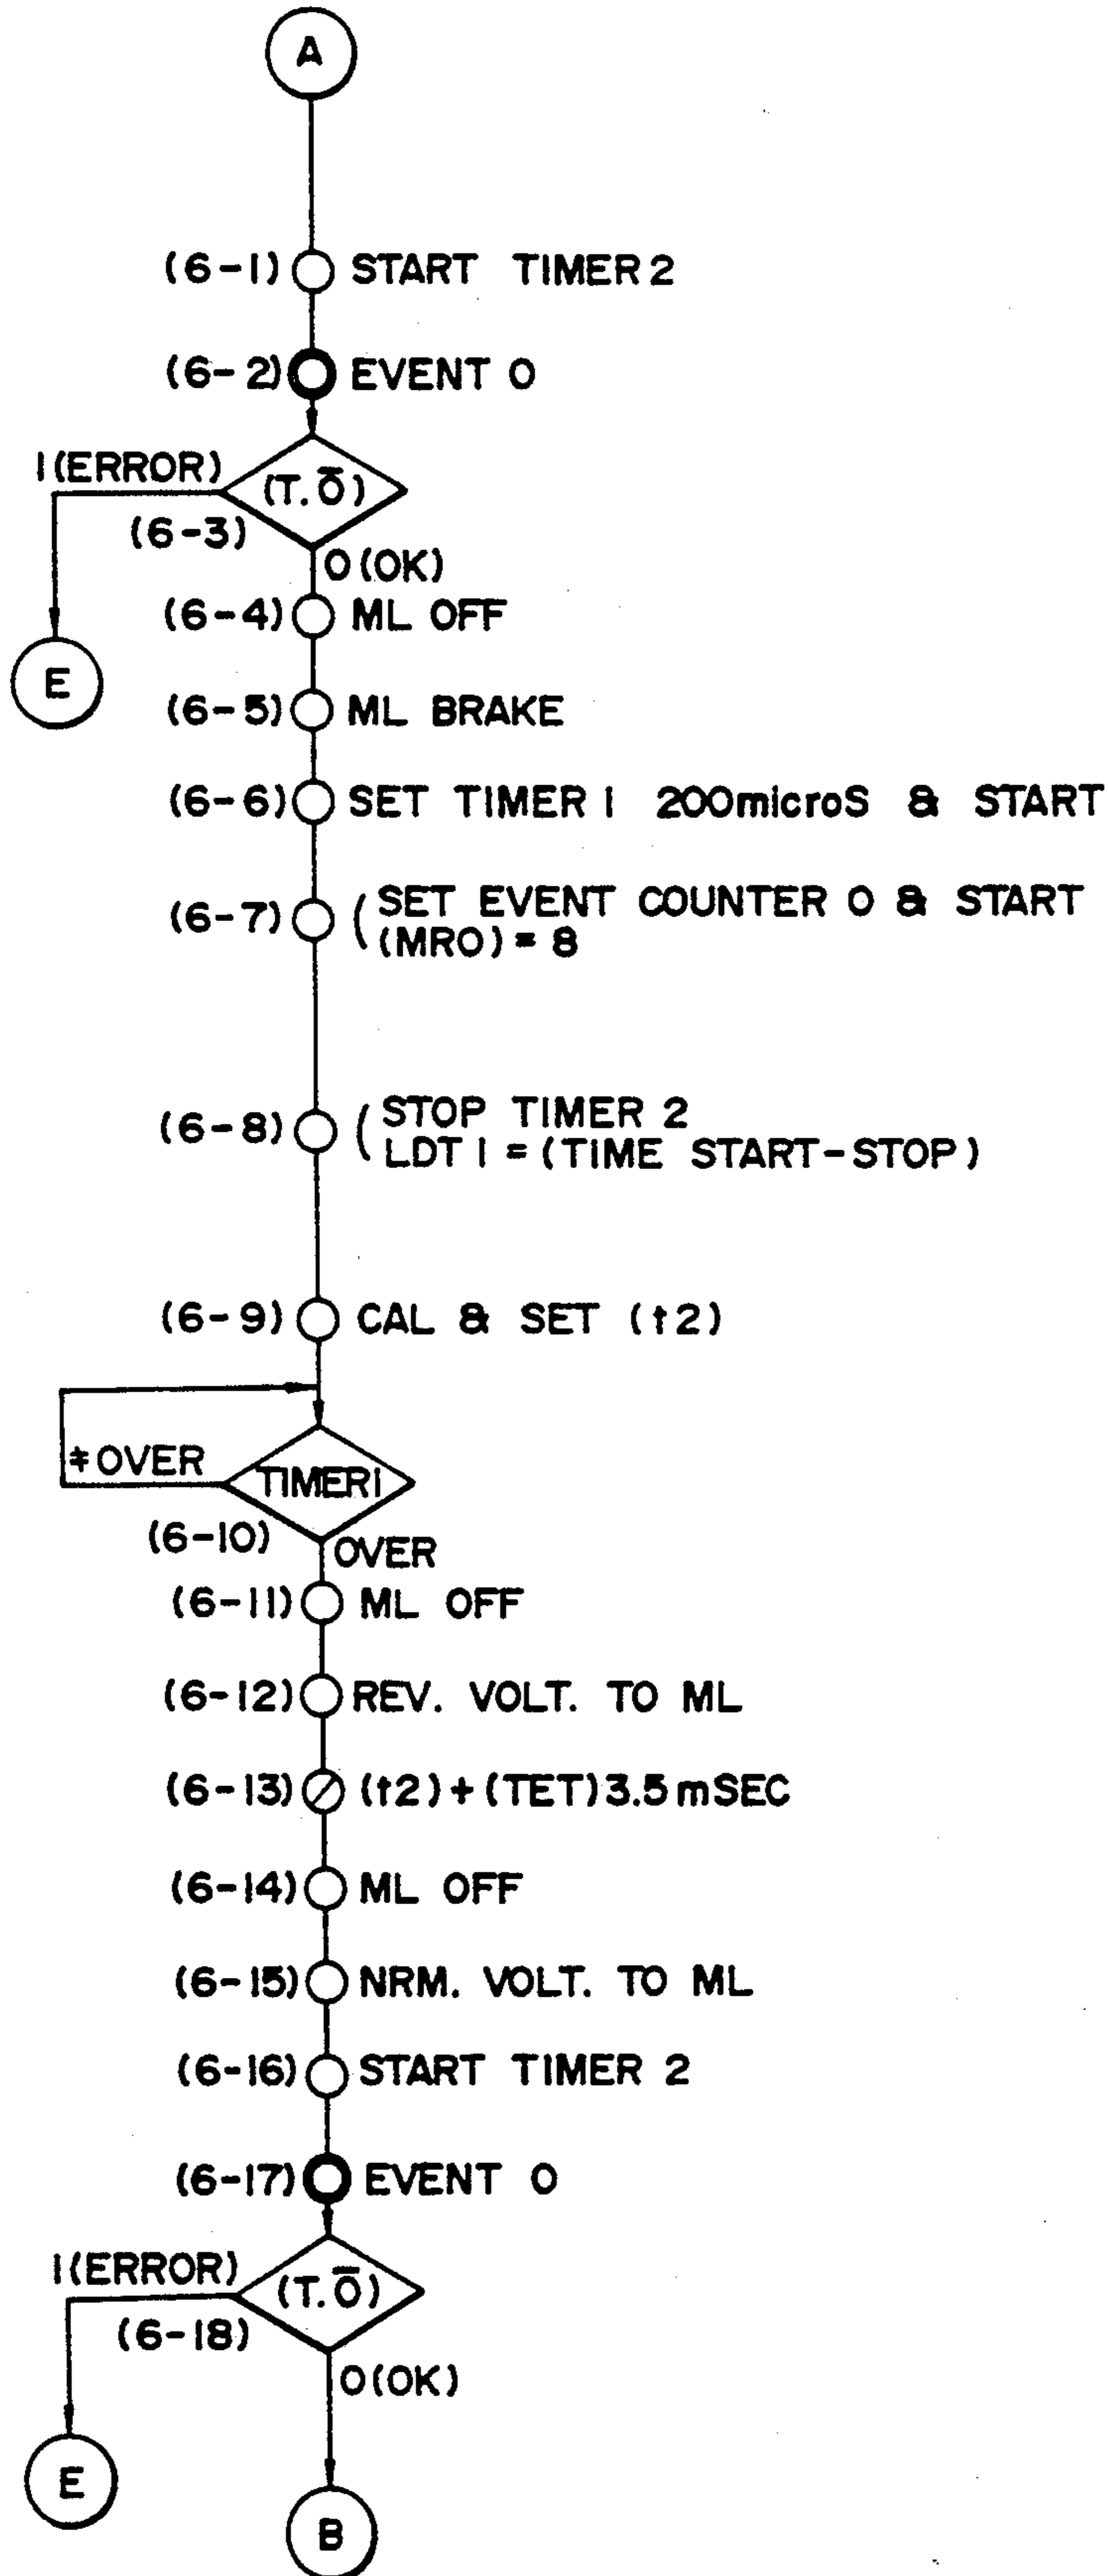 A
(6-1) START TIMER 2
(6-2) EVENT 0
1(ERROR)
(T.Ō)
(6-3)
0(OK)
(6-4) ML OFF
E
(6-5) ML BRAKE
(6-6) SET TIMER 1 200microS & START
(6-7) ( SET EVENT COUNTER 0 & START
(MRO) = 8
(6-8) ( STOP TIMER 2
LDT1 = (TIME START-STOP)
(6-9) CAL & SET (t2)
≠OVER
TIMER1
(6-10)
OVER
(6-11) ML OFF
(6-12) REV. VOLT. TO ML
(6-13) (t2)+(TET)3.5mSEC
(6-14) ML OFF
(6-15) NRM. VOLT. TO ML
(6-16) START TIMER 2
(6-17) EVENT 0
1(ERROR)
(T.Ō)
(6-18)
0(OK)
E
B